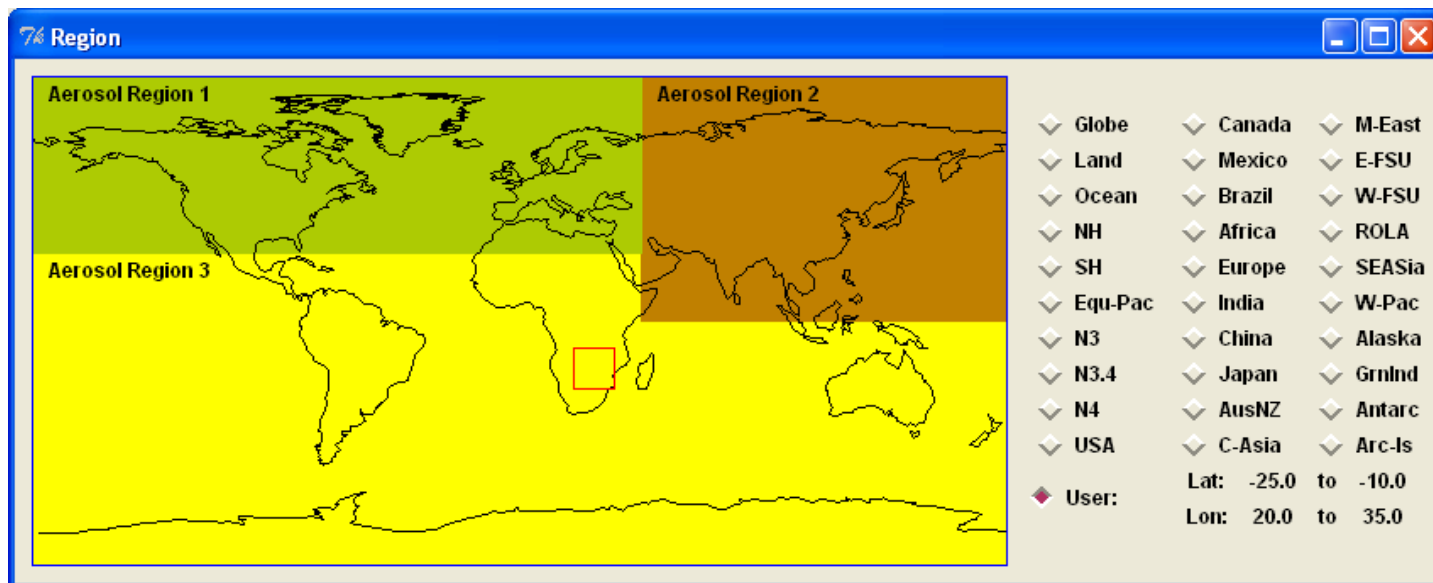 Region
Aerosol Region 1
Aerosol Region 2
Aerosol Region 3
Globe Canada M-East
Land Mexico E-FSU
Ocean Brazil W-FSU
NH Africa ROLA
SH Europe SEASia
Equ-Pac India W-Pac
N3 China Alaska
N3.4 Japan GrnInd
N4 AusNZ Antarc
USA C-Asia Arc-Is
User:
Lat: -25.0 to -10.0
Lon: 20.0 to 35.0